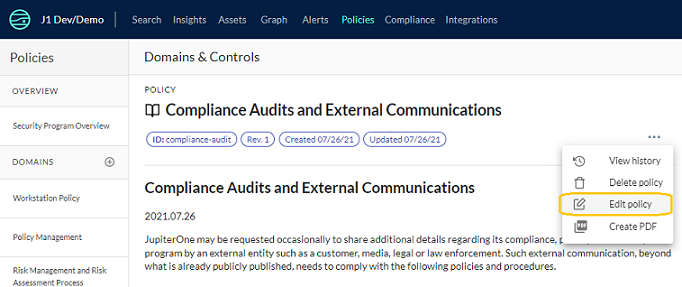 J1 Dev/Demo Search Insights Assets Graph Alerts Policies Compliance Integrations
Policies
OVERVIEW
Security Program Overview
DOMAINS
Workstation Policy
Policy Management
Risk Management and Risk
Assessment Process
Domains & Controls
POLICY
Compliance Audits and External Communications
ID: compliance-audit Rev. 1 Created 07/26/21 Updated 07/26/21
View history
Delete policy
Edit policy
PDF Create PDF
Compliance Audits and External Communications
2021.07.26
JupiterOne may be requested occasionally to share additional details regarding its compliance,
program by an external entity such as a customer, media, legal or law enforcement. Such external communication, beyond
what is already publicly published, needs to comply with the following policies and procedures.